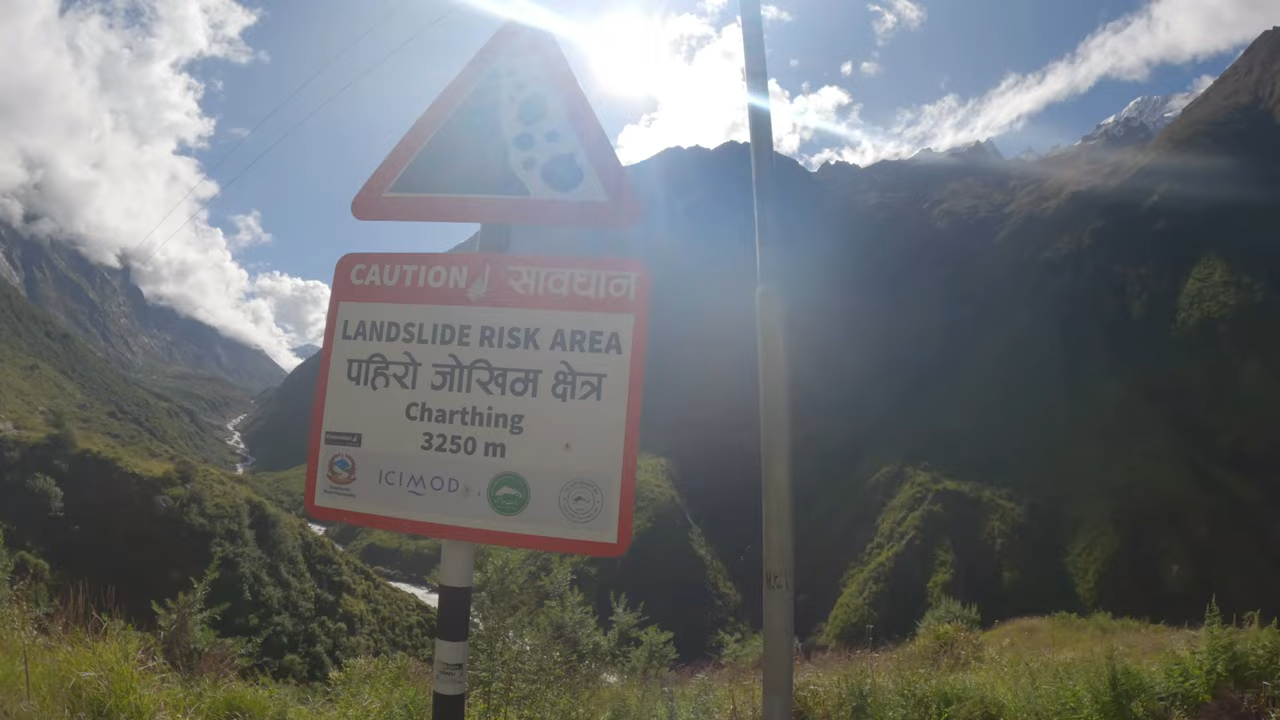 CAUTION सावधान
LANDSLIDE RISK AREA
पहिरो जोखिम क्षेत्र
Charthing
3250 m
ICIMOD